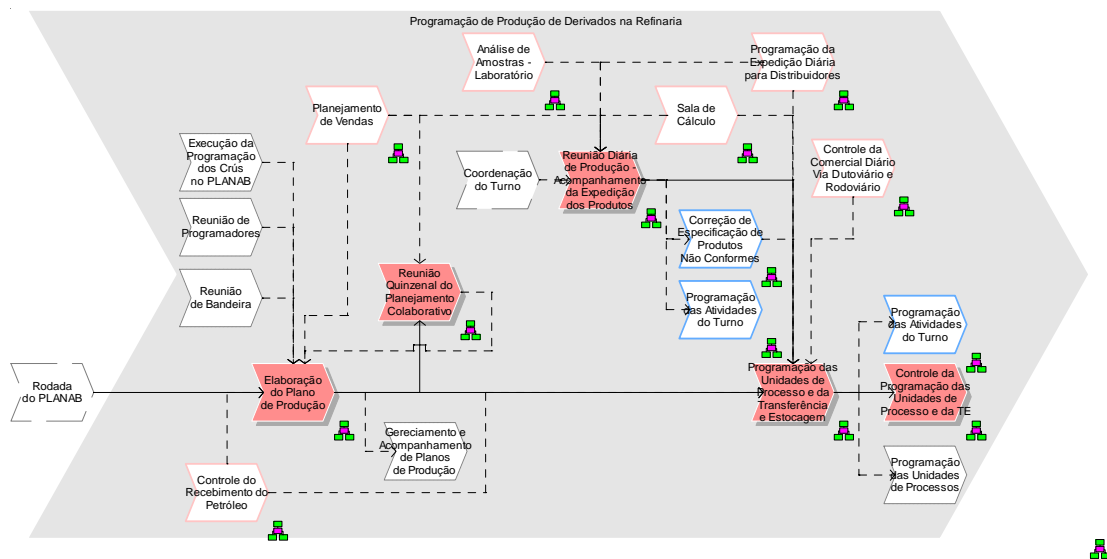 Programação de Produção de Derivados na Refinaria
Análise de
Amostras -
Laboratório
Programação da
Expedição Diária
para Distribuidores
Planejamento
de Vendas
Sala de
Cálculo
Execução da
Programação
dos Crús
no PLANAB
Coordenação
do Turno
Reunião Diária
de Produção -
Acompanhamento
da Expedição
dos Produtos
Controle da
Comercial Diário
Via Dutoviário e
Rodoviário
Reunião de
Programadores
Correção de
Especificação de
Produtos
Não Conformes
Reunião
de Bandeira
Reunião
Quinzenal do
Planejamento
Colaborativo
Programação
das Atividades
do Turno
Programação
das Atividades
do Turno
Rodada
do PLANAB
Elaboração
do Plano
de Produção
Programação das
Unidades de
Processo e da
Transferência
e Estocagem
Controle da
Programação das
Unidades de
Processo e da TE
Gereciamento e
Acompanhamento
de Planos
de Produção
Controle do
Recebimento do
Petróleo
Programação
das Unidades
de Processos